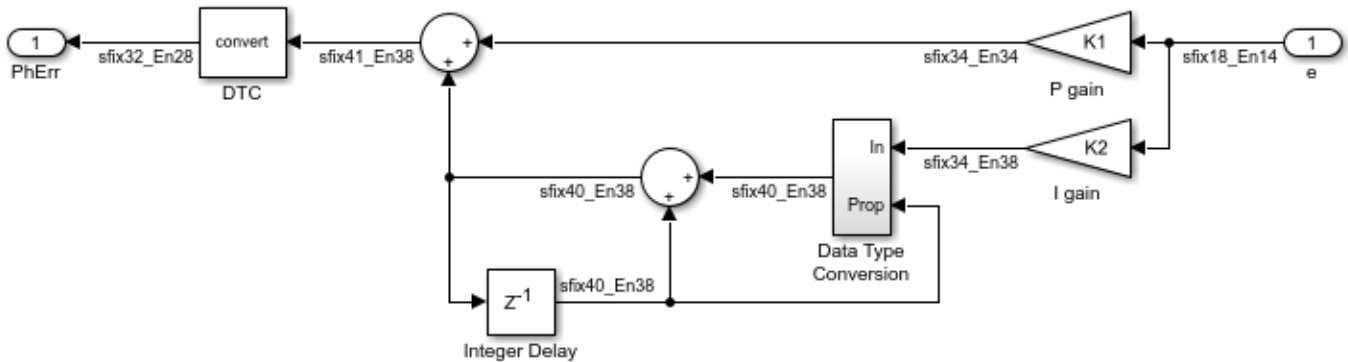 1
PhErr
sfix32_En28
convert
DTC
sfix41_En38
+
+
sfix34_En34
K1
P gain
sfix18_En14
1
e
sfix40_En38
+
+
sfix40_En38
In
Prop
Data Type
Conversion
sfix34_En38
K2
I gain
Z-1
Integer Delay
sfix40_En38